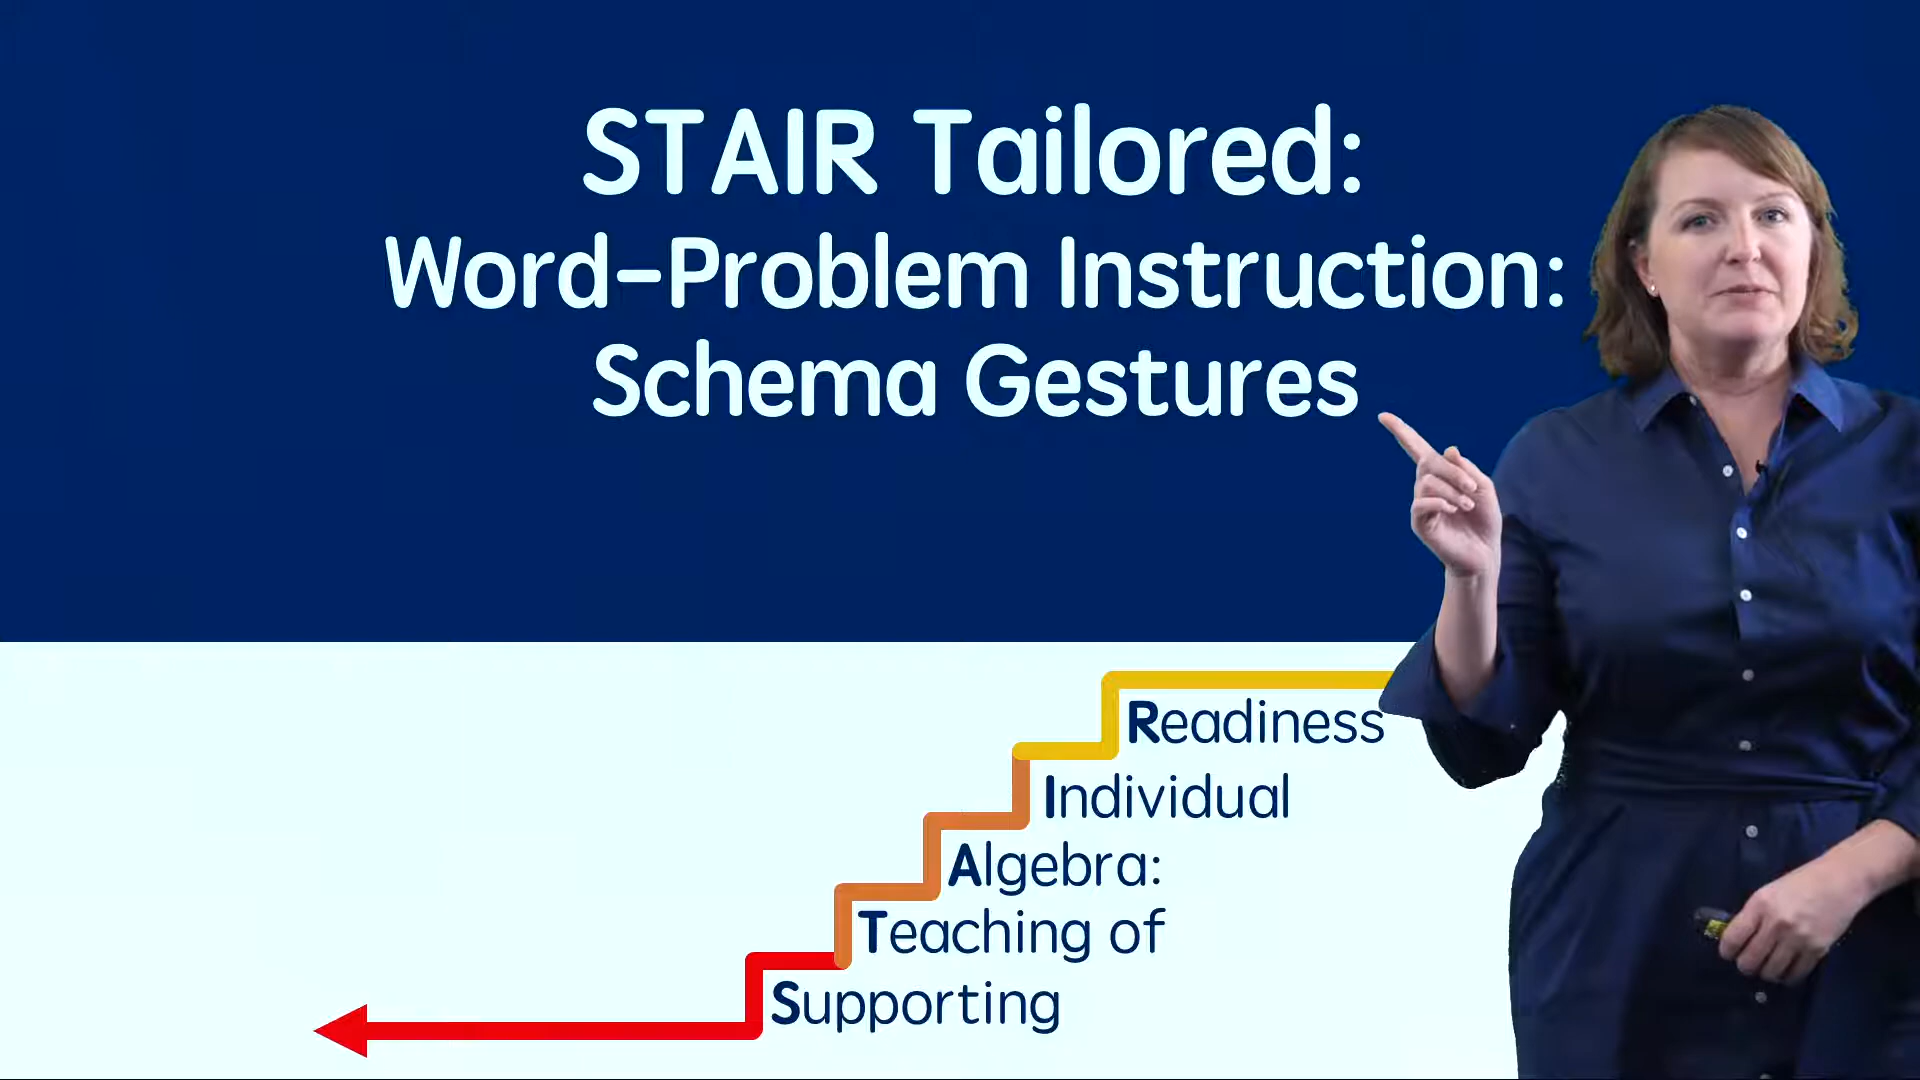 STAIR Tailored:
Word-Problem Instruction:
Schema Gestures
Readiness
Individual
Algebra:
Teaching of
Supporting